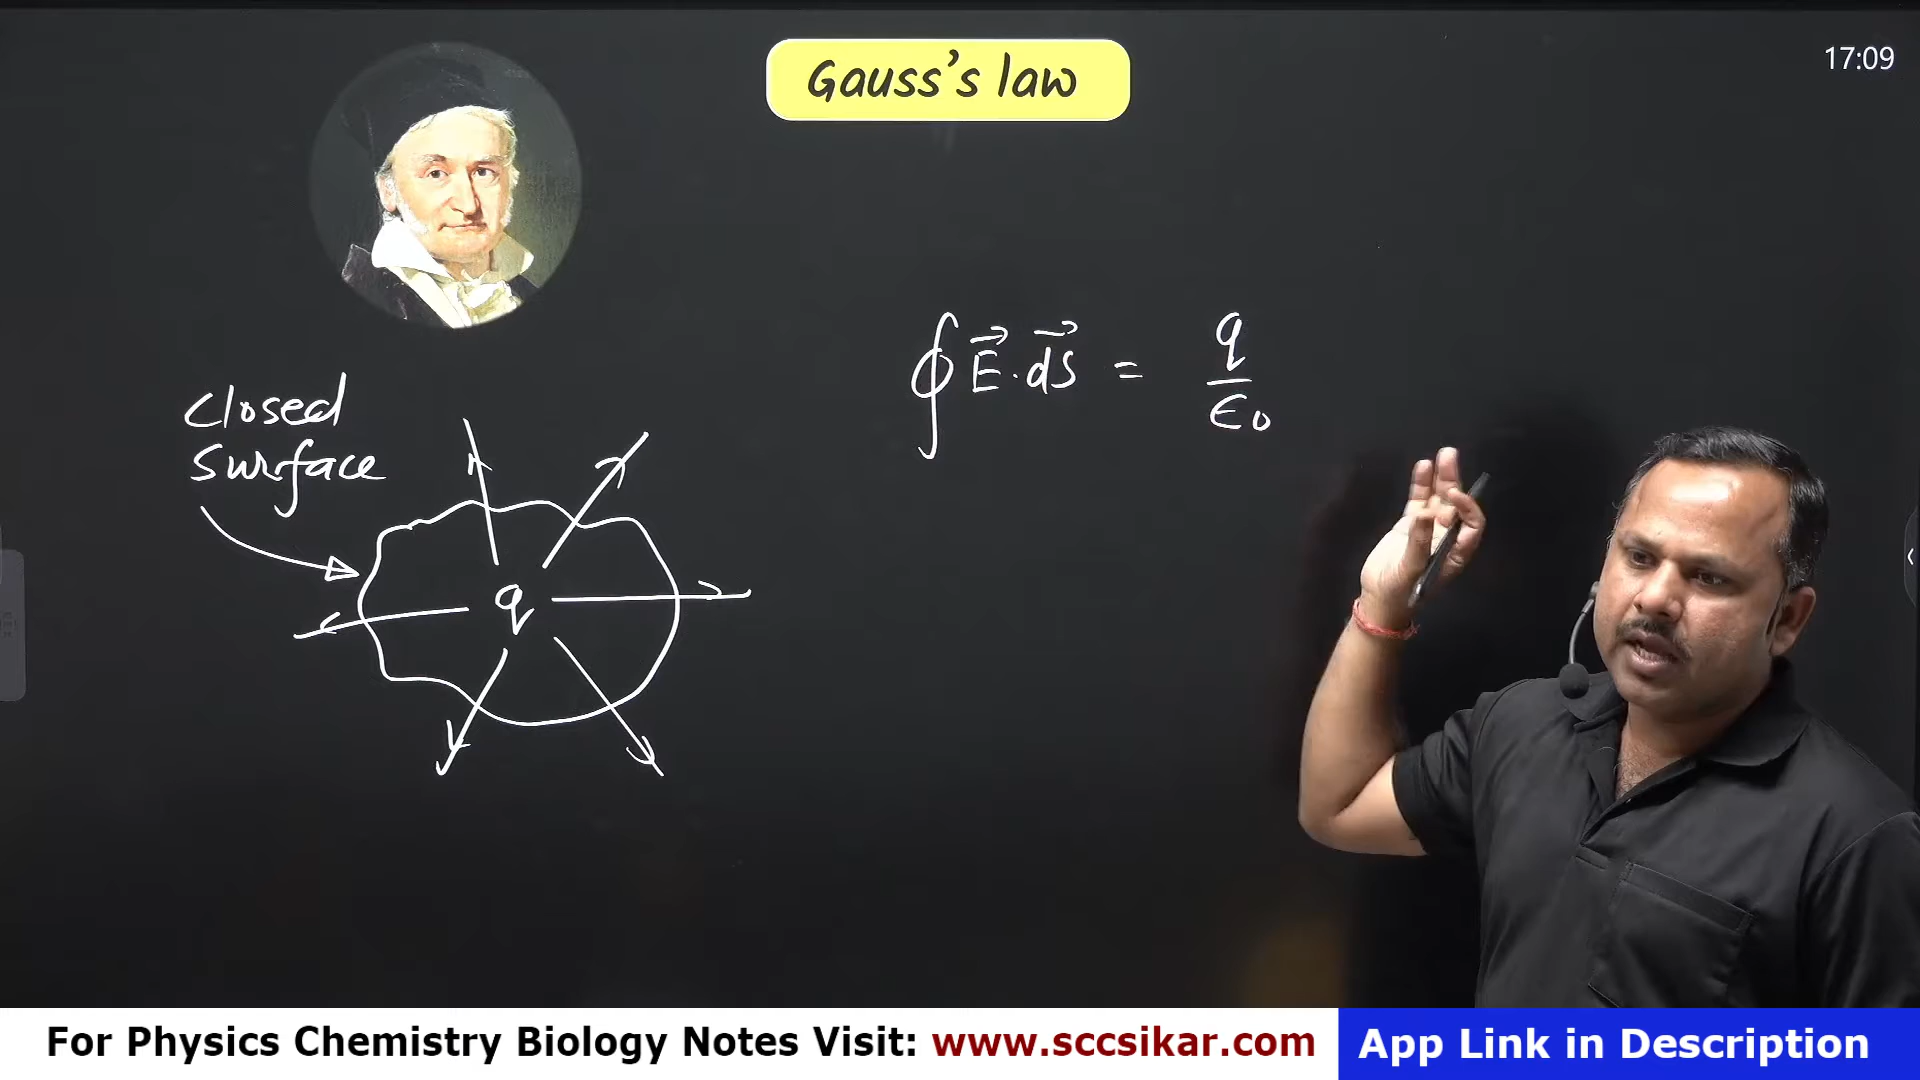 Gauss's law
17:09
∮ E⃗ · dS⃗ = q/ϵ₀
Closed
Surface
q
For Physics Chemistry Biology Notes Visit: www.sccsikar.com
App Link in Description